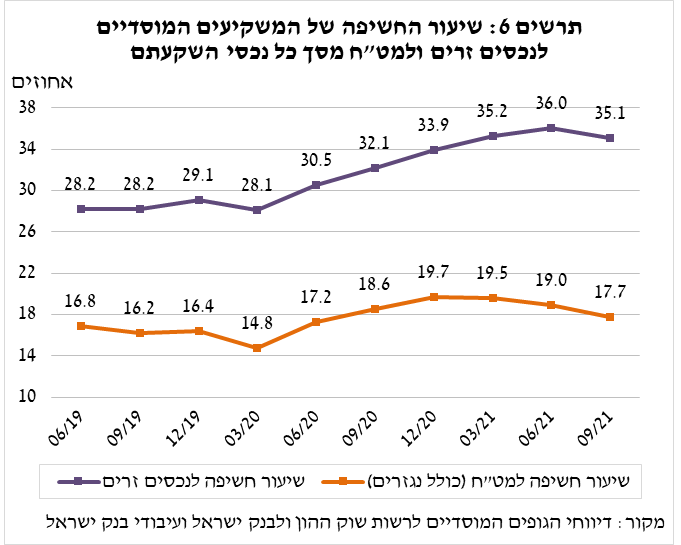 תרשים 6: שיעור החשיפה של המשקיעים המוסדיים
לנכסים זרים ולמט"ח מסך כל נכסי השקעתם
אחוזים
38
34
30
26
22
18
14
10
28.2 28.2 29.1 28.1 30.5 32.1 33.9 35.2 36.0 35.1
16.8 16.2 16.4 14.8 17.2 18.6 19.7 19.5 19.0 17.7
06/19 09/19 12/19 03/20 06/20 09/20 12/20 03/21 06/21 09/21
שיעור חשיפה לנכסים זרים
שיעור חשיפה למט"ח (כולל נגזרים)
מקור: דיווחי הגופים המוסדיים לרשות שוק ההון ולבנק ישראל ועיבודי בנק ישראל